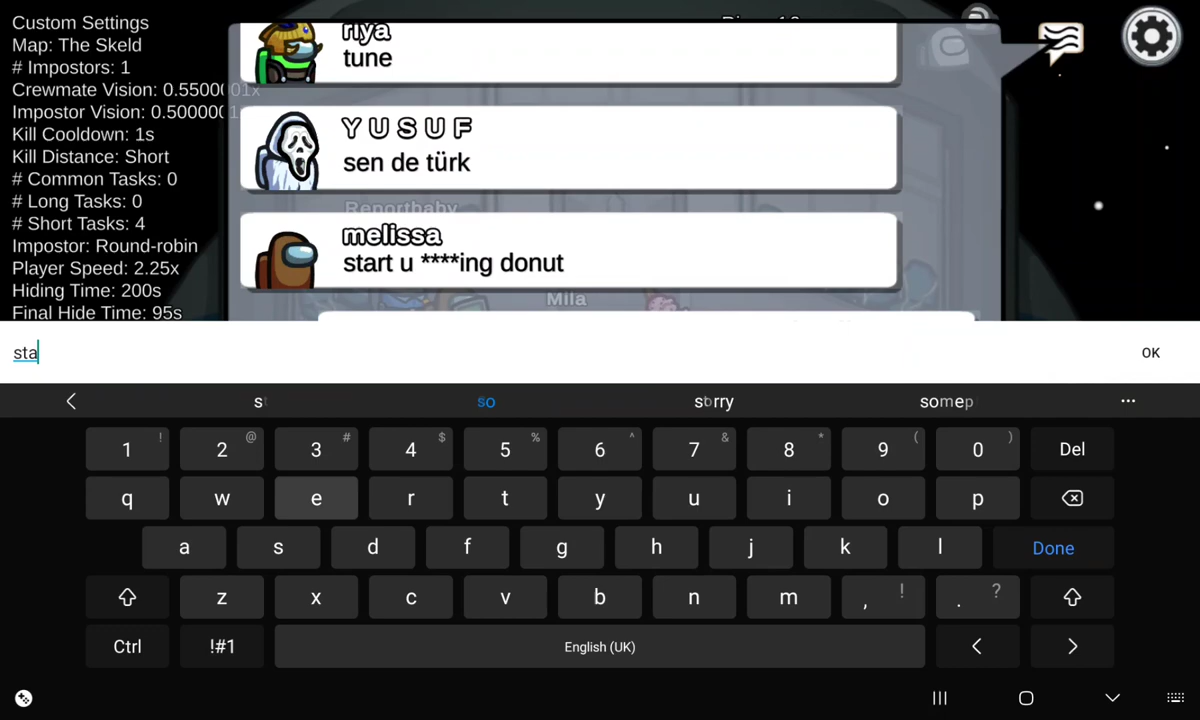 Custom Settings
Map: The Skeld
# Impostors: 1
Crewmate Vision: 0.5500001x
Impostor Vision: 0.500000
Kill Cooldown: 1s
Kill Distance: Short
# Common Tasks: 0
# Long Tasks: 0
# Short Tasks: 4
Impostor: Round-robin
Player Speed: 2.25x
Hiding Time: 200s
Final Hide Time: 95s
riya
tune
Y U S U F
sen de türk
Reportbaby
melissa
start u ****ing donut
Mila
sta
OK
so
sorry
somep
1 ! 2 @ 3 # 4 $ 5 % 6 ^ 7 & 8 * 9 ( 0 ) Del
q w e r t y u i o p
a s d f g h j k l Done
z x c v b n m , ! . ?
Ctrl !#1 English (UK) < >